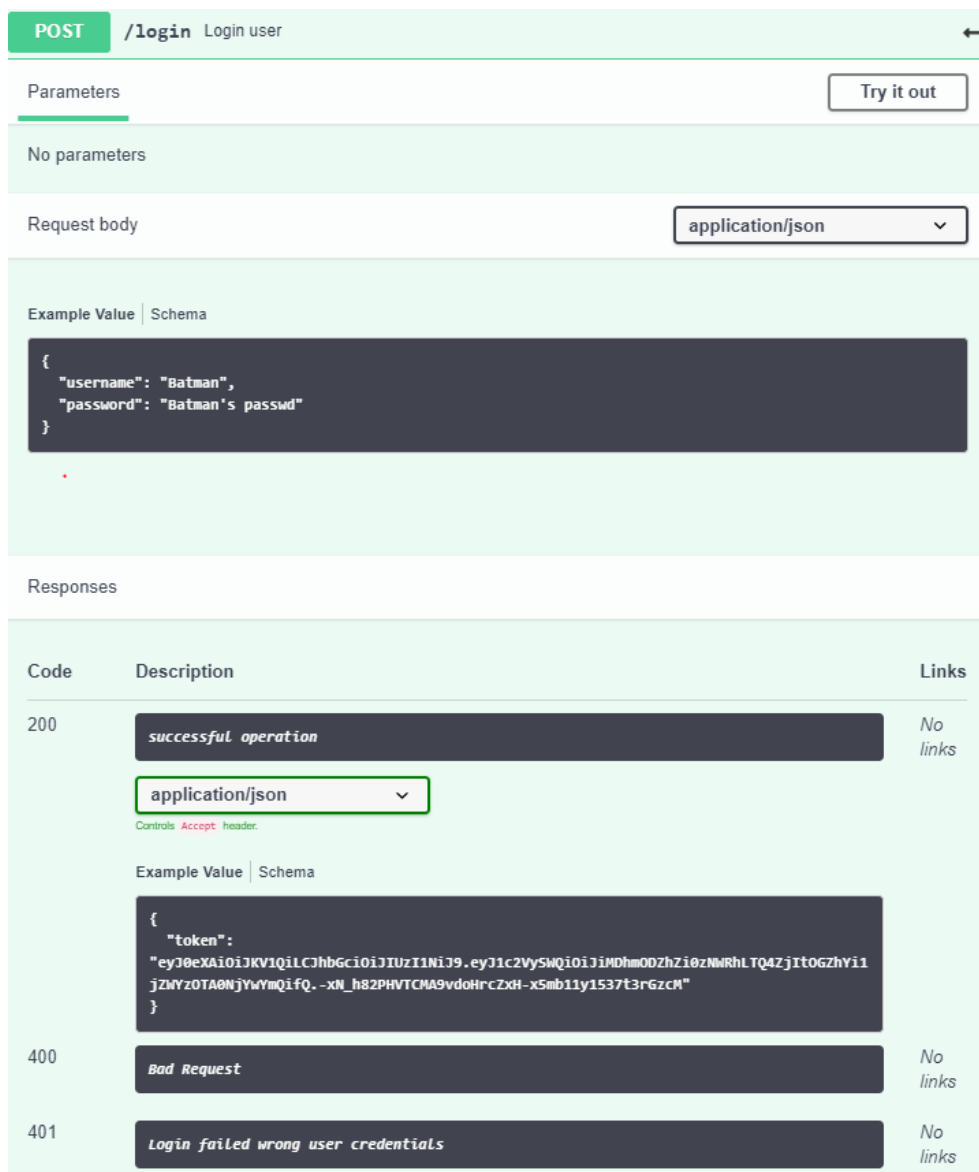 POST /login Login user
Parameters Try it out
No parameters
Request body application/json
Example Value Schema
{
"username": "Batman",
"password": "Batman's passwd"
}
Responses
Code Description Links
200 successful operation No links
application/json
Controls Accept header.
Example Value Schema
{
"token":
"eyJ0eXAiOiJKV1QiLCJhbGciOiJIUzI1NiJ9.eyJ1c2VySWQiOiJiMDhmODZhZi0zNWRhLTQ4ZjItOGZhYi1
jZWYzOTA0NjYwYmQifQ.-xN_h82PHVTCMA9vdoHrcZxH-x5mb11y1537t3rGzcM"
}
400 Bad Request No links
401 Login failed wrong user credentials No links